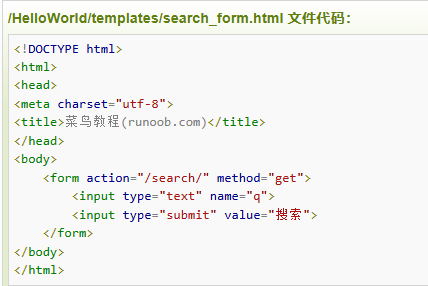 /HelloWorld/templates/search_form.html 文件代码：
<!DOCTYPE html>
<html>
<head>
<meta charset="utf-8">
<title>菜鸟教程(runoob.com)</title>
</head>
<body>
    <form action="/search/" method="get">
        <input type="text" name="q">
        <input type="submit" value="搜索">
    </form>
</body>
</html>